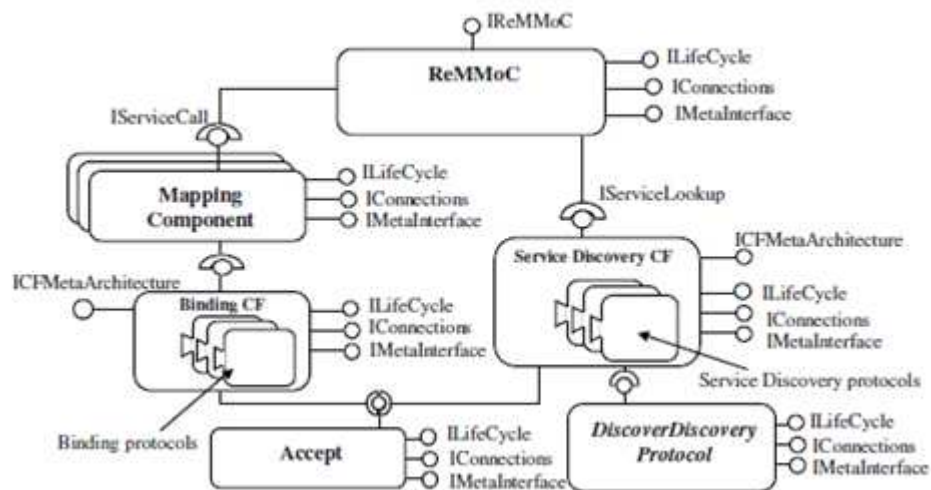 IReMMoC
ReMMoC
ILifeCycle
IConnections
IMetaInterface
IServiceCall
Mapping
Component
ILifeCycle
IConnections
IMetaInterface
IServiceLookup
Service Discovery CF
ICFMetaArchitecture
ILifeCycle
IConnections
IMetaInterface
ICFMetaArchitecture
Binding CF
ILifeCycle
IConnections
IMetaInterface
Binding protocols
Service Discovery protocols
Accept
ILifeCycle
IConnections
IMetaInterface
DiscoverDiscovery
Protocol
ILifeCycle
IConnections
IMetaInterface